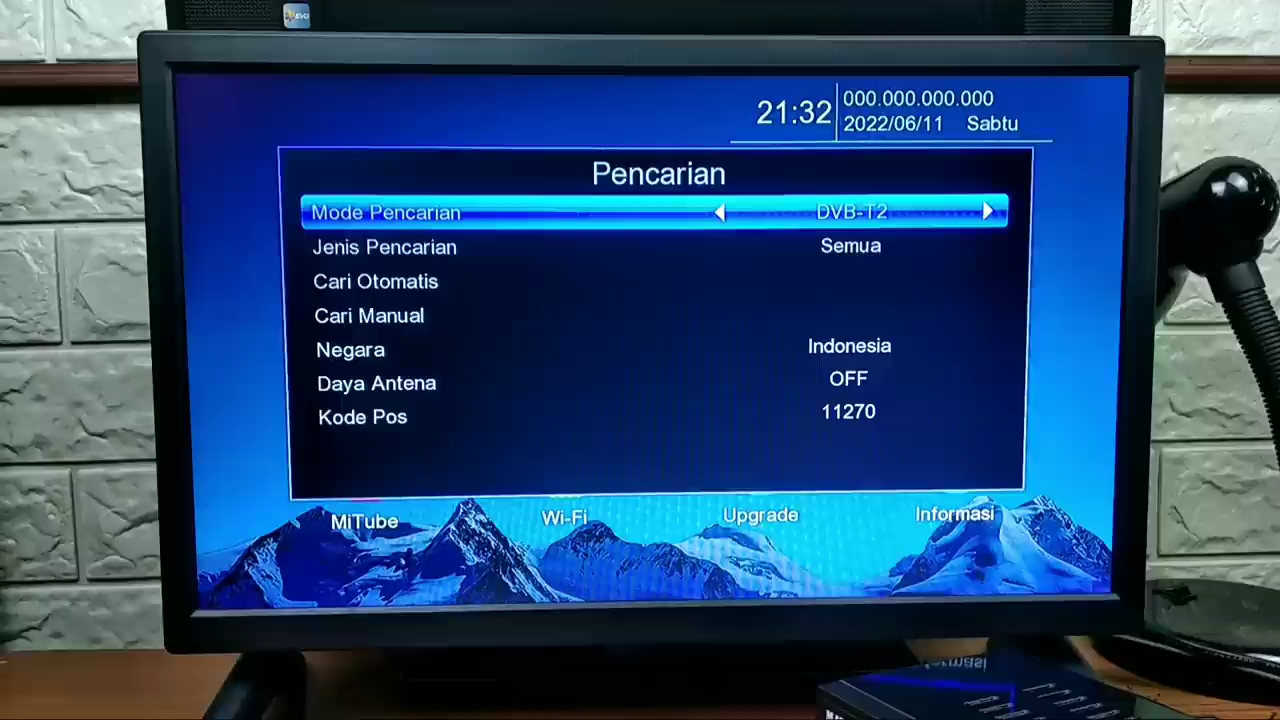 21:32
000.000.000.000
2022/06/11 Sabtu
Pencarian
Mode Pencarian DVB-T2
Jenis Pencarian Semua
Cari Otomatis
Cari Manual
Negara Indonesia
Daya Antena OFF
Kode Pos 11270
MiTube Wi-Fi Upgrade Informasi